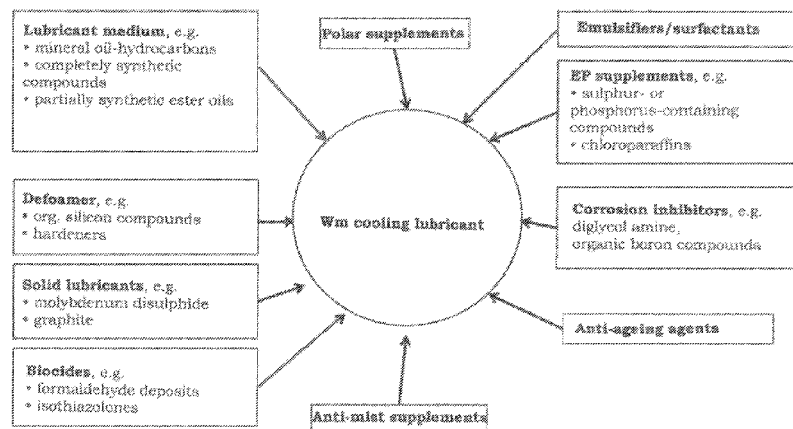 Lubricant medium, e.g.
• mineral oil-hydrocarbons
• completely synthetic
compounds
• partially synthetic ester oils
Polar supplements
Emulsifiers/surfactants
EP supplements, e.g.
• sulphur- or
phosphorus-containing
compounds
• chloroparaffins
Defoamer, e.g.
• org. silicon compounds
• hardeners
Wm cooling lubricant
Corrosion inhibitors, e.g.
diglycol amine,
organic boron compounds
Solid lubricants, e.g.
• molybdenum disulphide
• graphite
Anti-ageing agents
Biocides, e.g.
• formaldehyde deposits
• isothiazolones
Anti-mist supplements